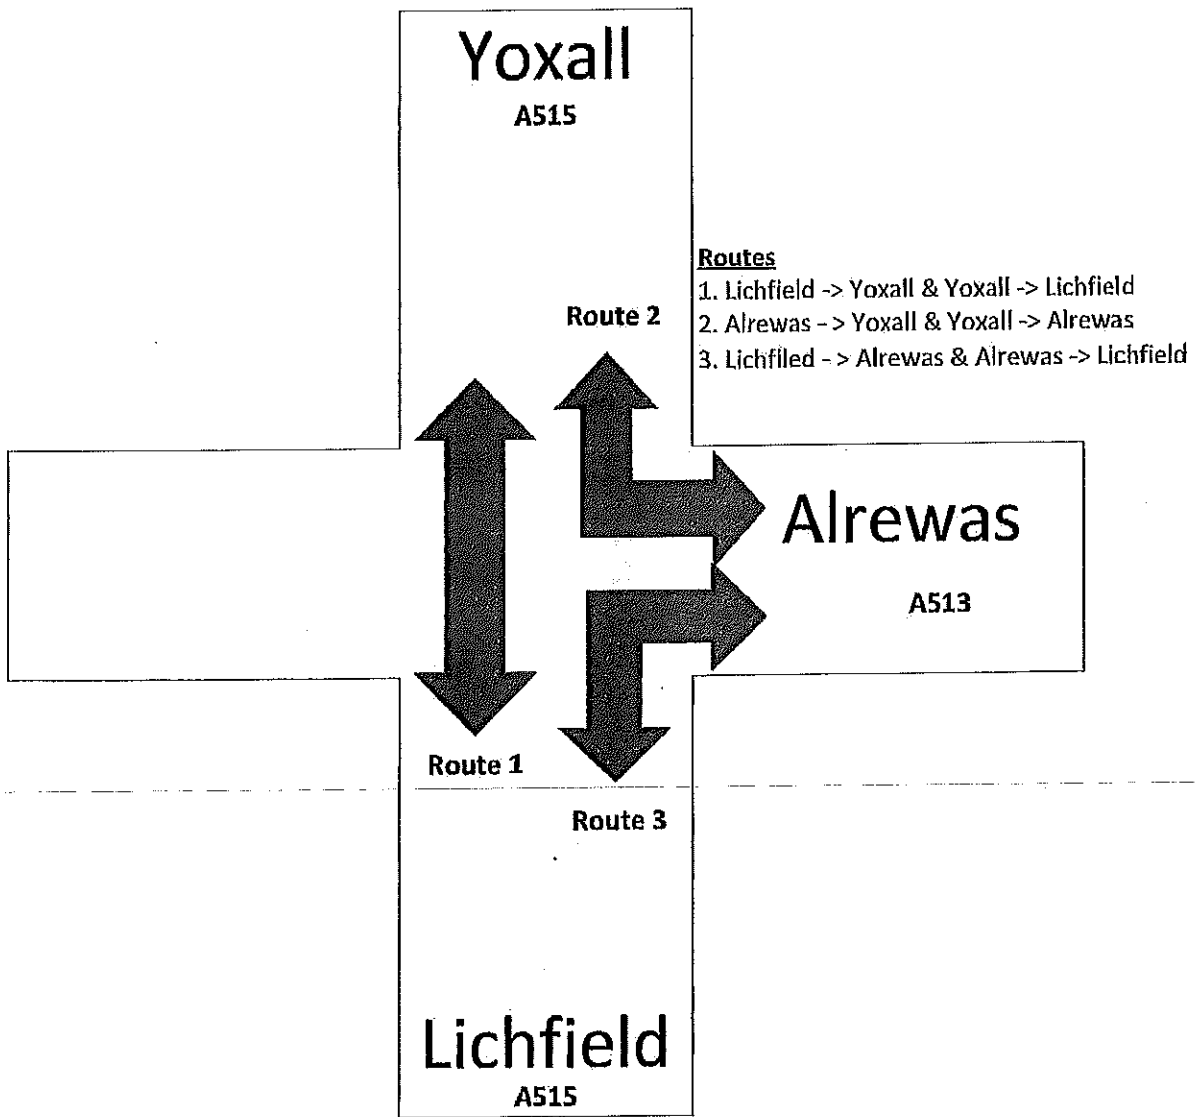 Yoxall
A515
Routes
1. Lichfield -> Yoxall & Yoxall -> Lichfield
2. Alrewas -> Yoxall & Yoxall -> Alrewas
3. Lichfiled -> Alrewas & Alrewas -> Lichfield
Route 2
Alrewas
A513
Route 1
Route 3
Lichfield
A515